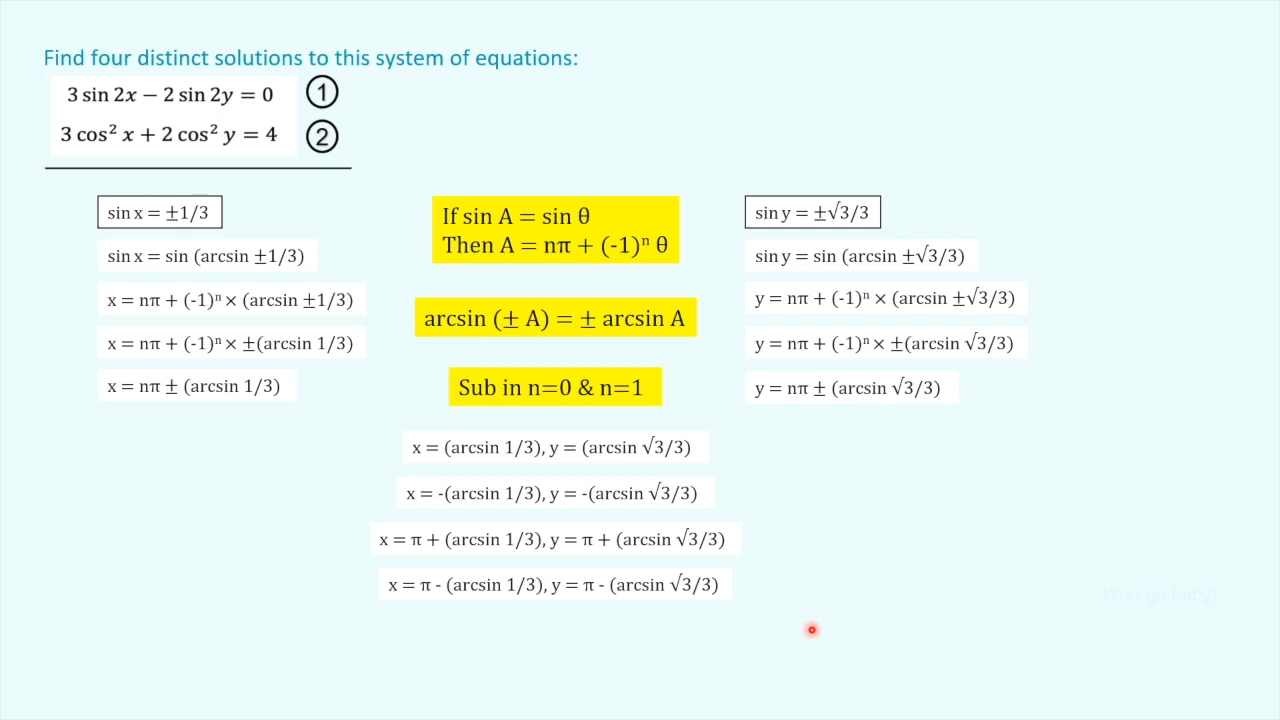 Find four distinct solutions to this system of equations:
3 sin 2x − 2 sin 2y = 0 ①
3 cos² x + 2 cos² y = 4 ②
sin x = ±1/3
sin x = sin (arcsin ±1/3)
x = nπ + (-1)ⁿ × (arcsin ±1/3)
x = nπ + (-1)ⁿ × ±(arcsin 1/3)
x = nπ ± (arcsin 1/3)
If sin A = sin θ
Then A = nπ + (-1)ⁿ θ
arcsin (± A) = ± arcsin A
Sub in n=0 & n=1
sin y = ±√3/3
sin y = sin (arcsin ±√3/3)
y = nπ + (-1)ⁿ × (arcsin ±√3/3)
y = nπ + (-1)ⁿ × ±(arcsin √3/3)
y = nπ ± (arcsin √3/3)
x = (arcsin 1/3), y = (arcsin √3/3)
x = -(arcsin 1/3), y = -(arcsin √3/3)
x = π + (arcsin 1/3), y = π + (arcsin √3/3)
x = π - (arcsin 1/3), y = π - (arcsin √3/3)